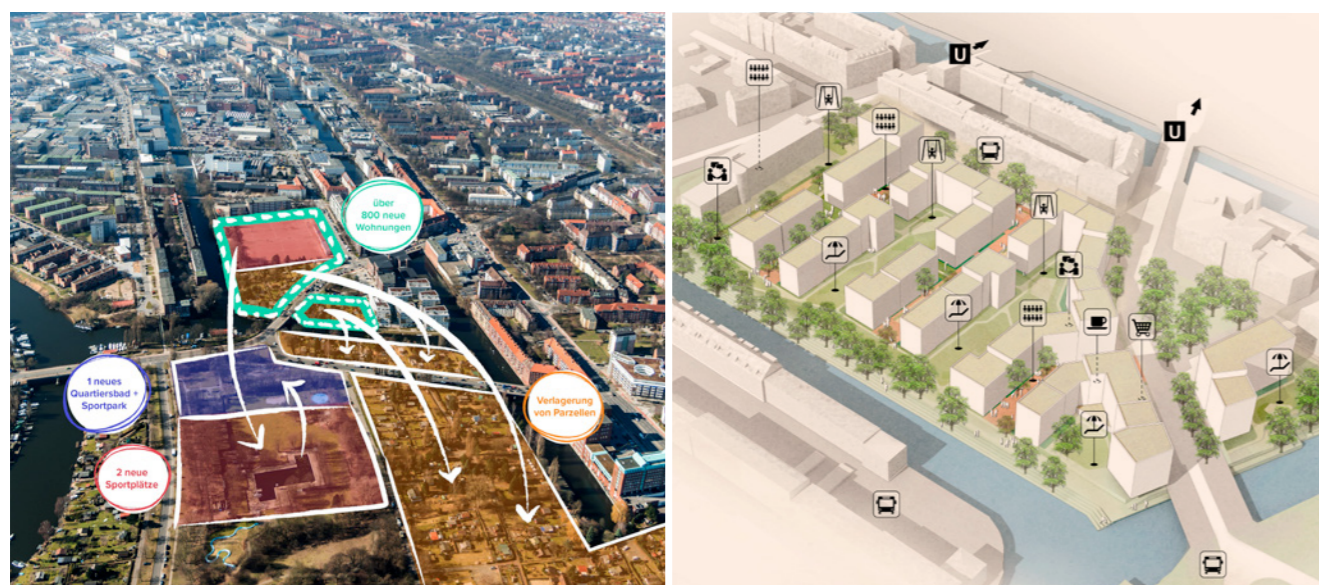 über
800 neue
Wohnungen
1 neues
Quartiersbad +
Sportpark
Verlagerung
von Parzellen
2 neue
Sportplätze
U
U